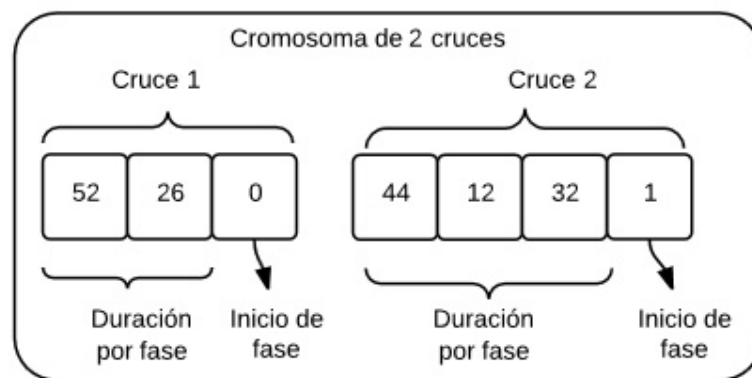 Cromosoma de 2 cruces
Cruce 1
Cruce 2
52 26 0
44 12 32 1
Duración
por fase
Inicio de
fase
Duración
por fase
Inicio de
fase